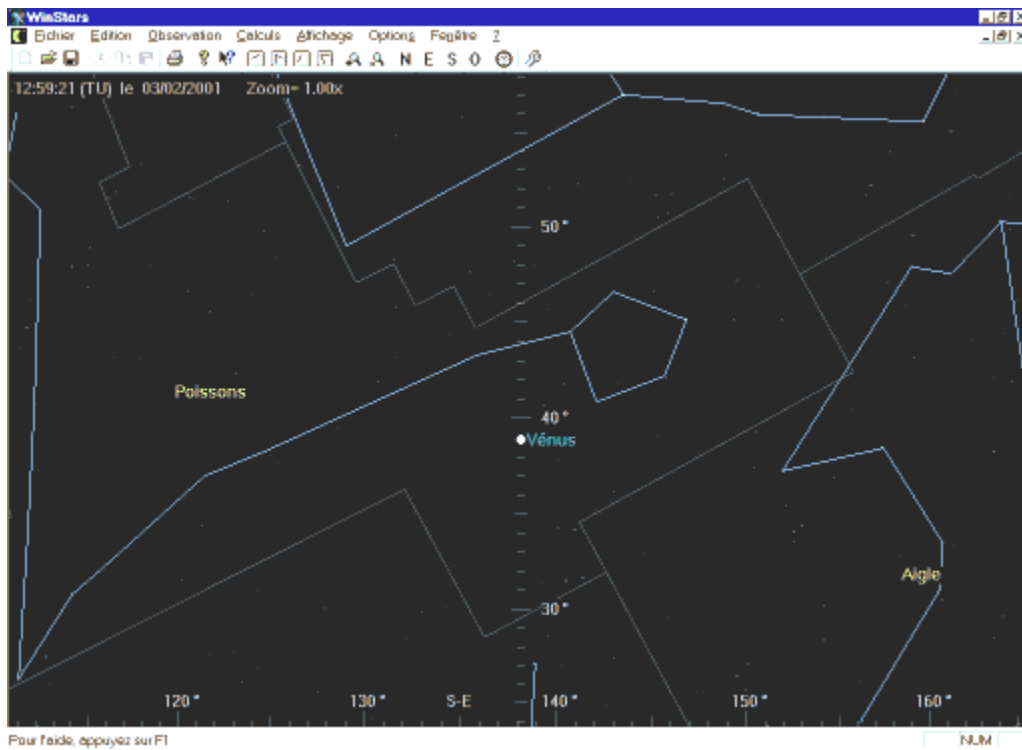 WinStars
Fichier Edition Observation Calculs Affichage Options Fenêtre ?
N E S O
12:59:21 (TU) le 03/02/2001 Zoom= 1.00x
50°
Poissons
40°
Vénus
Aigle
30°
120° 130° S-E 140° 150° 160°
Pour l'aide, appuyez sur F1 NUM